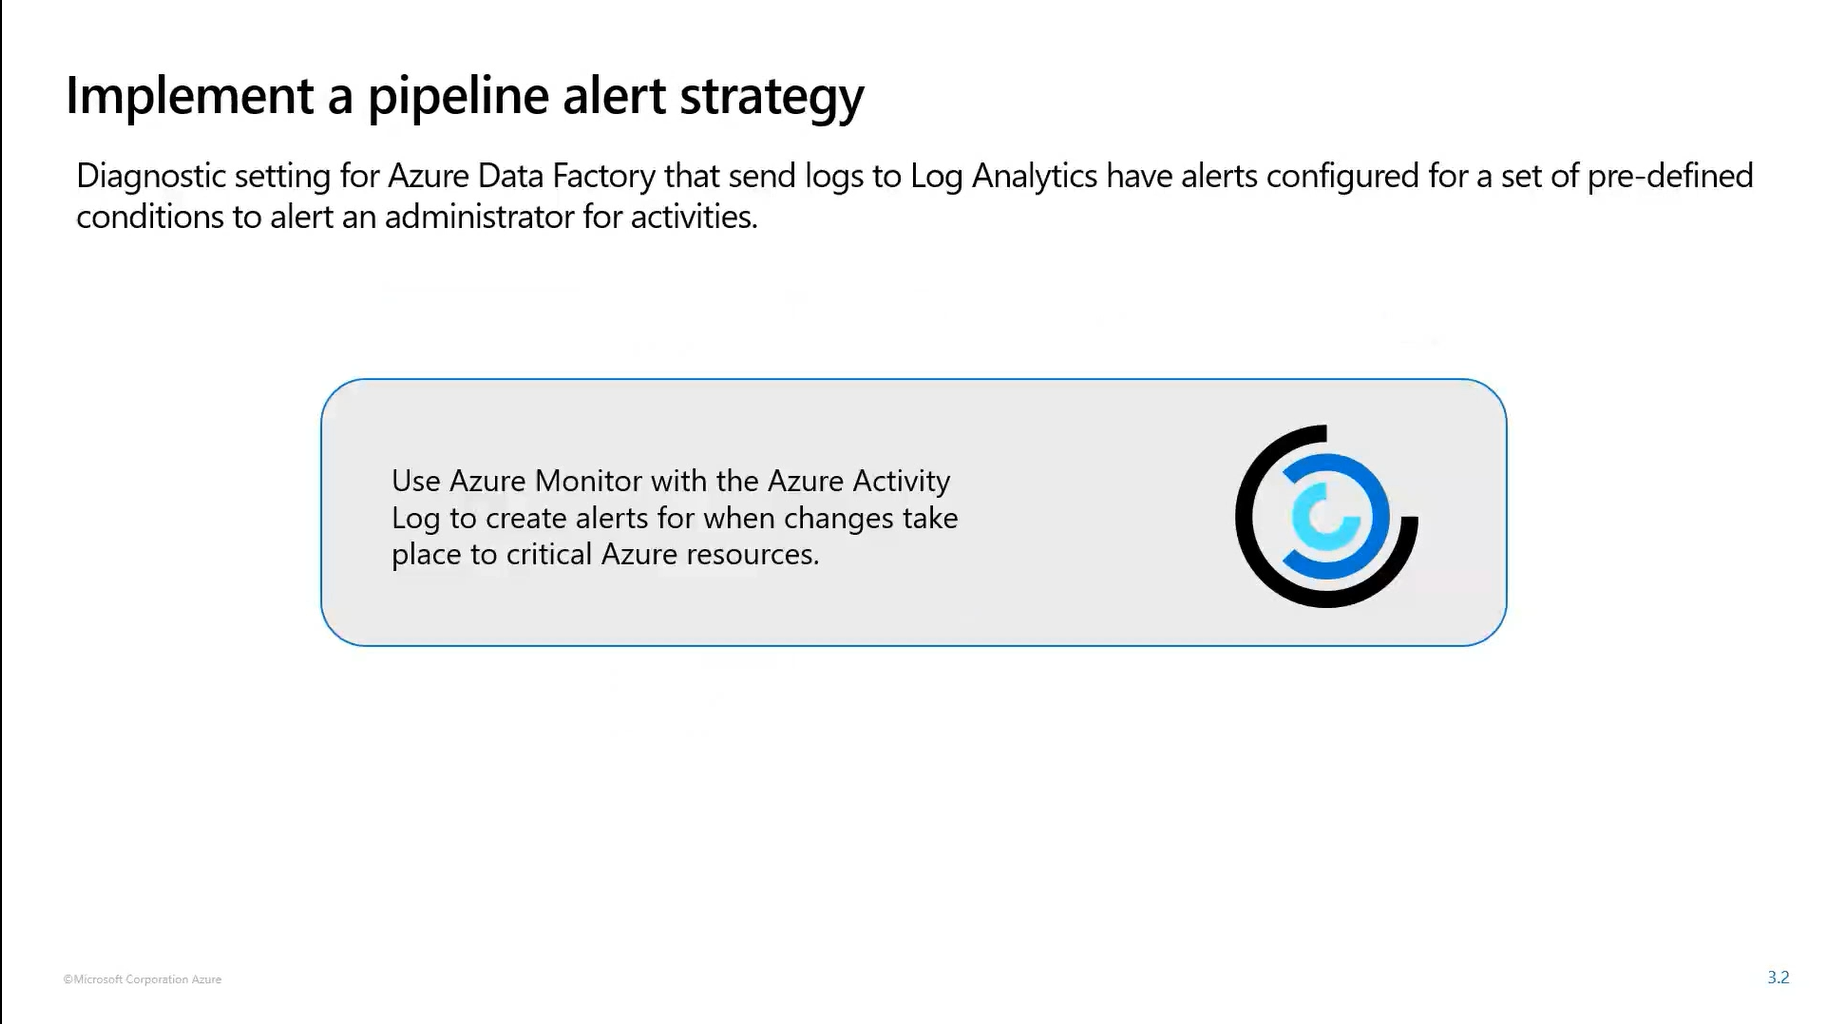 Implement a pipeline alert strategy
Diagnostic setting for Azure Data Factory that send logs to Log Analytics have alerts configured for a set of pre-defined
conditions to alert an administrator for activities.
Use Azure Monitor with the Azure Activity
Log to create alerts for when changes take
place to critical Azure resources.
©Microsoft Corporation Azure
3.2